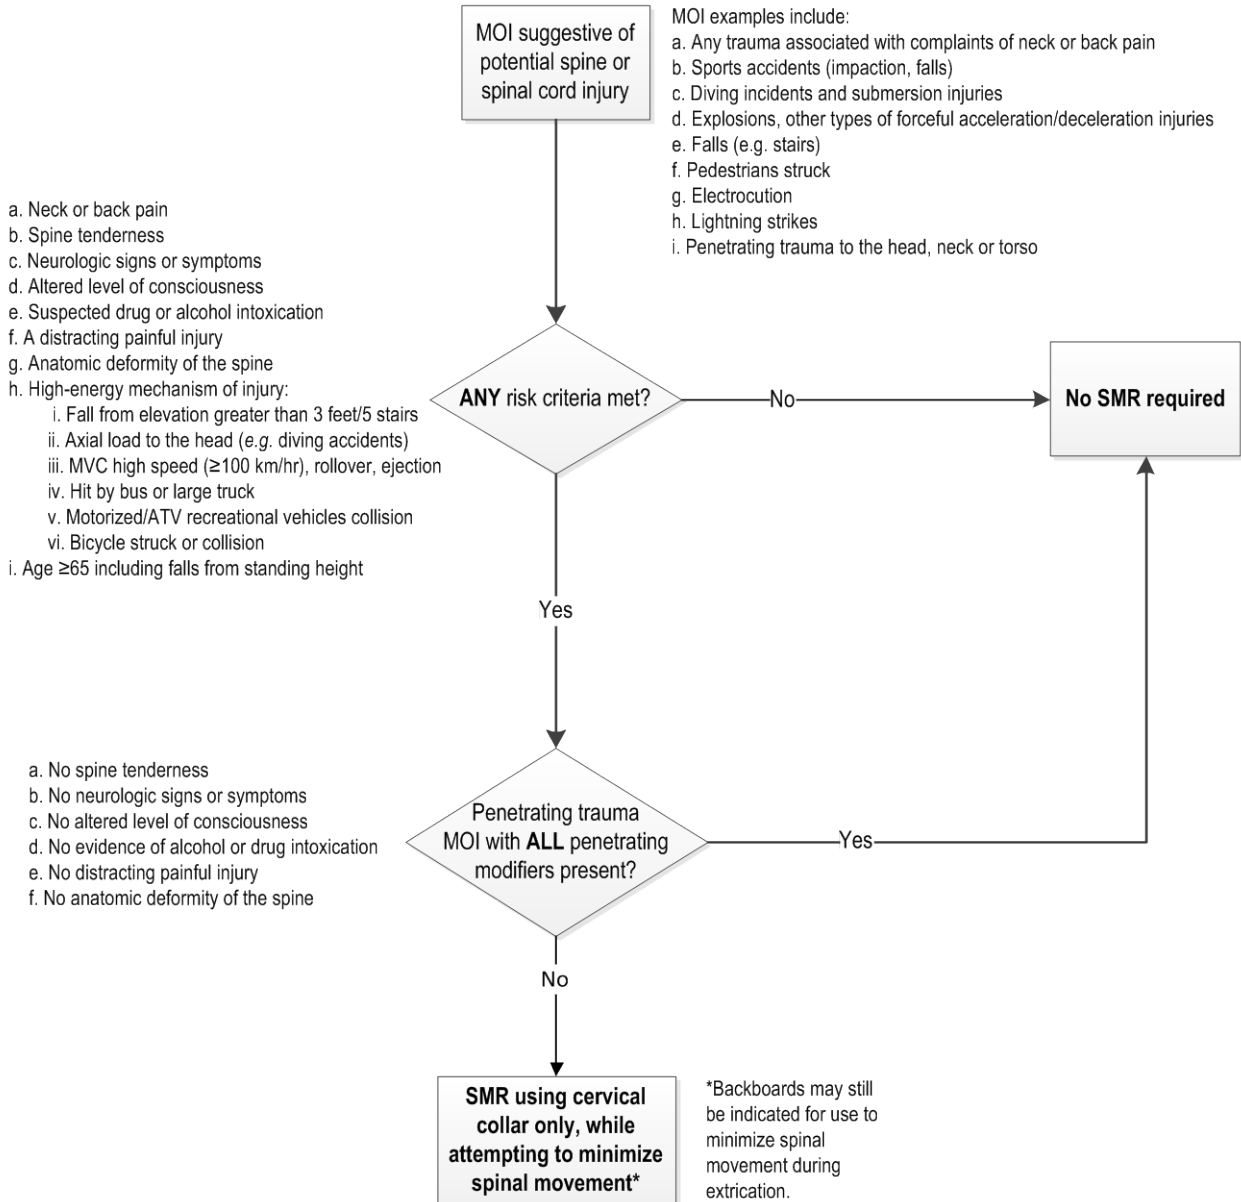 MOI suggestive of
potential spine or
spinal cord injury
MOI examples include:
a. Any trauma associated with complaints of neck or back pain
b. Sports accidents (impaction, falls)
c. Diving incidents and submersion injuries
d. Explosions, other types of forceful acceleration/deceleration injuries
e. Falls (e.g. stairs)
f. Pedestrians struck
g. Electrocution
h. Lightning strikes
i. Penetrating trauma to the head, neck or torso
a. Neck or back pain
b. Spine tenderness
c. Neurologic signs or symptoms
d. Altered level of consciousness
e. Suspected drug or alcohol intoxication
f. A distracting painful injury
g. Anatomic deformity of the spine
h. High-energy mechanism of injury:
i. Fall from elevation greater than 3 feet/5 stairs
ii. Axial load to the head (e.g. diving accidents)
iii. MVC high speed (≥100 km/hr), rollover, ejection
iv. Hit by bus or large truck
v. Motorized/ATV recreational vehicles collision
vi. Bicycle struck or collision
i. Age ≥65 including falls from standing height
ANY risk criteria met?
No
No SMR required
Yes
a. No spine tenderness
b. No neurologic signs or symptoms
c. No altered level of consciousness
d. No evidence of alcohol or drug intoxication
e. No distracting painful injury
f. No anatomic deformity of the spine
Penetrating trauma
MOI with ALL penetrating
modifiers present?
Yes
No
SMR using cervical
collar only, while
attempting to minimize
spinal movement*
*Backboards may still
be indicated for use to
minimize spinal
movement during
extrication.